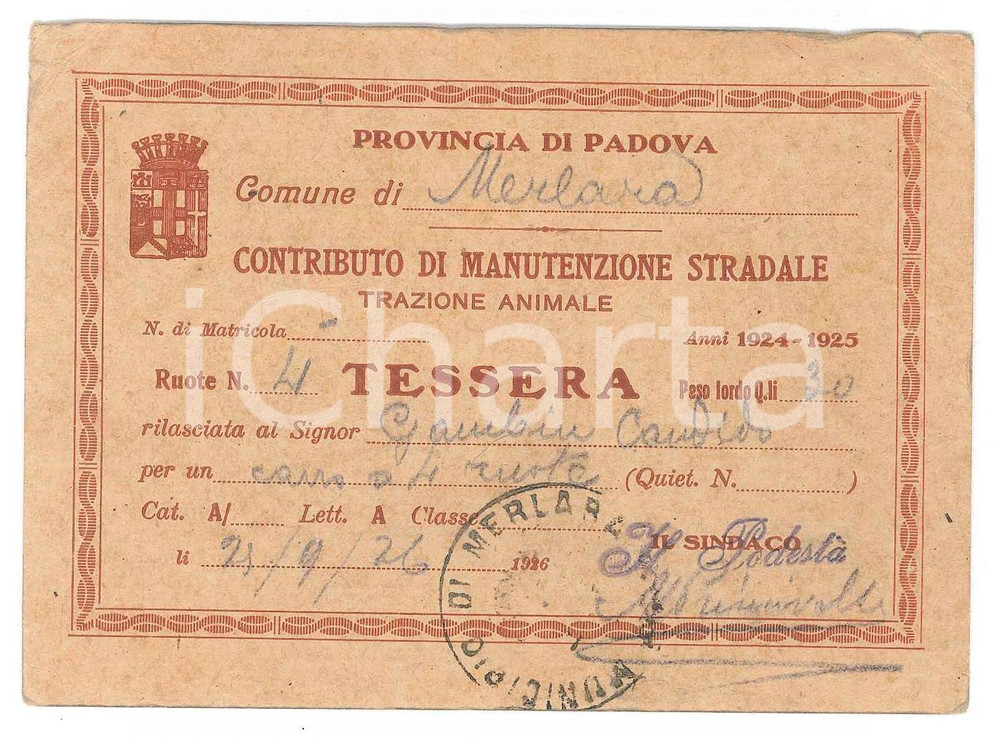 PROVINCIA DI PADOVA
Comune di Merlara
CONTRIBUTO DI MANUTENZIONE STRADALE
TRAZIONE ANIMALE
N. di Matricola - Anni 1924-1925
Ruote N. 4 TESSERA Peso lordo Q.li 30
rilasciata al Signor Gambin Candido
per un carro a 4 ruote (Quiet. N. )
Cat. A/ Lett. A Classe
IL SINDACO
Il Podestà
li 25/9/26 1926
MUNICIPIO DI MERLARA
iCharta